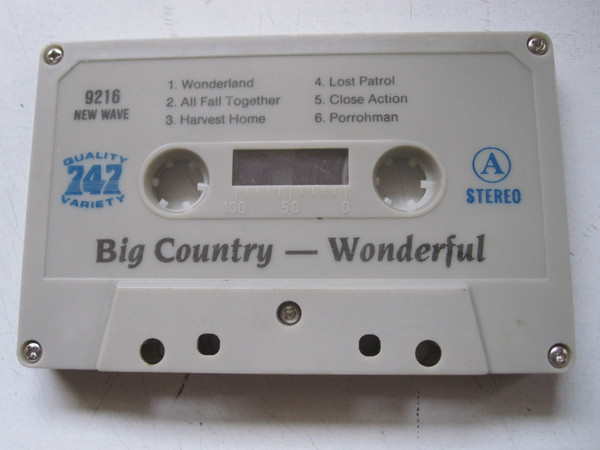 9216
NEW WAVE
1. Wonderland
2. All Fall Together
3. Harvest Home
4. Lost Patrol
5. Close Action
6. Porrohman
QUALITY
747
VARIETY
A
STEREO
100 50 0
Big Country — Wonderful